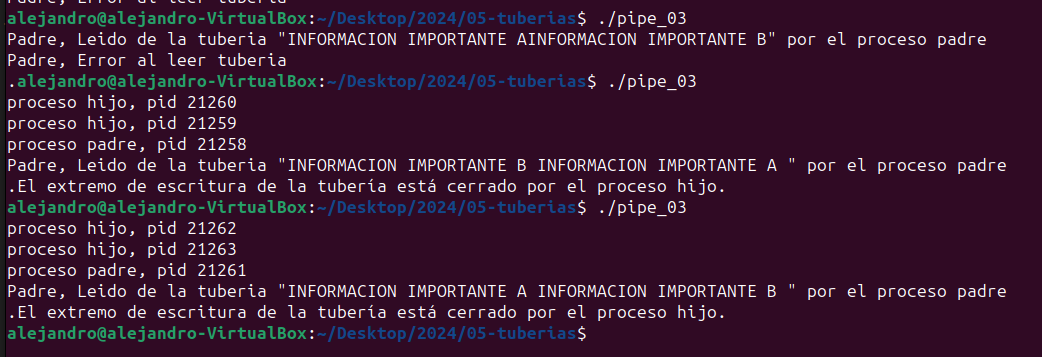 Padre, Error al leer tuberia
alejandro@alejandro-VirtualBox:~/Desktop/2024/05-tuberias$ ./pipe_03
Padre, Leido de la tuberia "INFORMACION IMPORTANTE AINFORMACION IMPORTANTE B" por el proceso padre
Padre, Error al leer tuberia
.alejandro@alejandro-VirtualBox:~/Desktop/2024/05-tuberias$ ./pipe_03
proceso hijo, pid 21260
proceso hijo, pid 21259
proceso padre, pid 21258
Padre, Leido de la tuberia "INFORMACION IMPORTANTE B INFORMACION IMPORTANTE A " por el proceso padre
.El extremo de escritura de la tubería está cerrado por el proceso hijo.
alejandro@alejandro-VirtualBox:~/Desktop/2024/05-tuberias$ ./pipe_03
proceso hijo, pid 21262
proceso hijo, pid 21263
proceso padre, pid 21261
Padre, Leido de la tuberia "INFORMACION IMPORTANTE A INFORMACION IMPORTANTE B " por el proceso padre
.El extremo de escritura de la tubería está cerrado por el proceso hijo.
alejandro@alejandro-VirtualBox:~/Desktop/2024/05-tuberias$